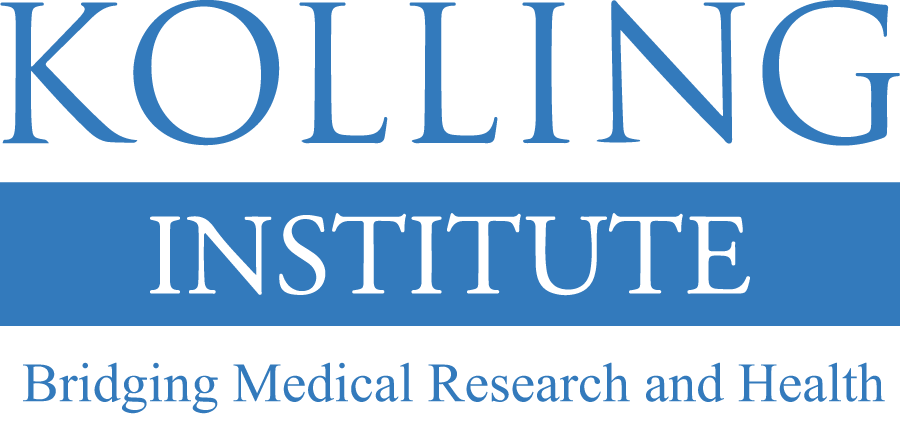 KOLLING
INSTITUTE
Bridging Medical Research and Health